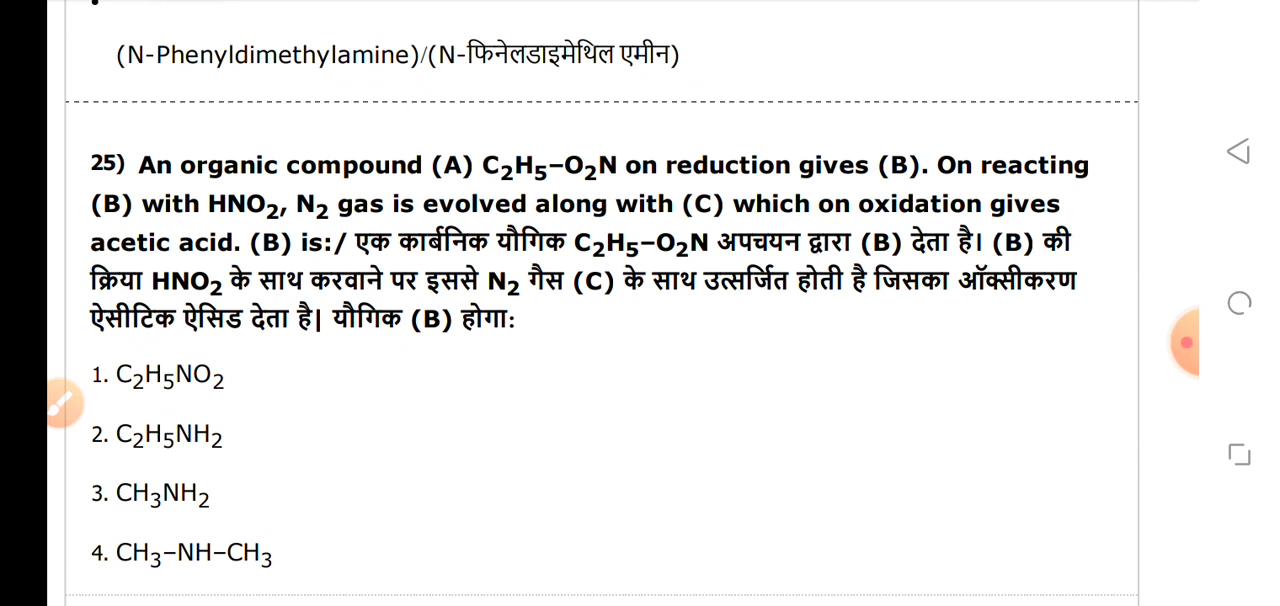 (N-Phenyldimethylamine)/(N-फिनेलडाइमेथिल एमीन)
25) An organic compound (A) C₂H₅−O₂N on reduction gives (B). On reacting
(B) with HNO₂, N₂ gas is evolved along with (C) which on oxidation gives
acetic acid. (B) is:/ एक कार्बनिक यौगिक C₂H₅−O₂N अपचयन द्वारा (B) देता है। (B) की
क्रिया HNO₂ के साथ करवाने पर इससे N₂ गैस (C) के साथ उत्सर्जित होती है जिसका ऑक्सीकरण
ऐसीटिक ऐसिड देता है| यौगिक (B) होगा:
1. C₂H₅NO₂
2. C₂H₅NH₂
3. CH₃NH₂
4. CH₃−NH−CH₃